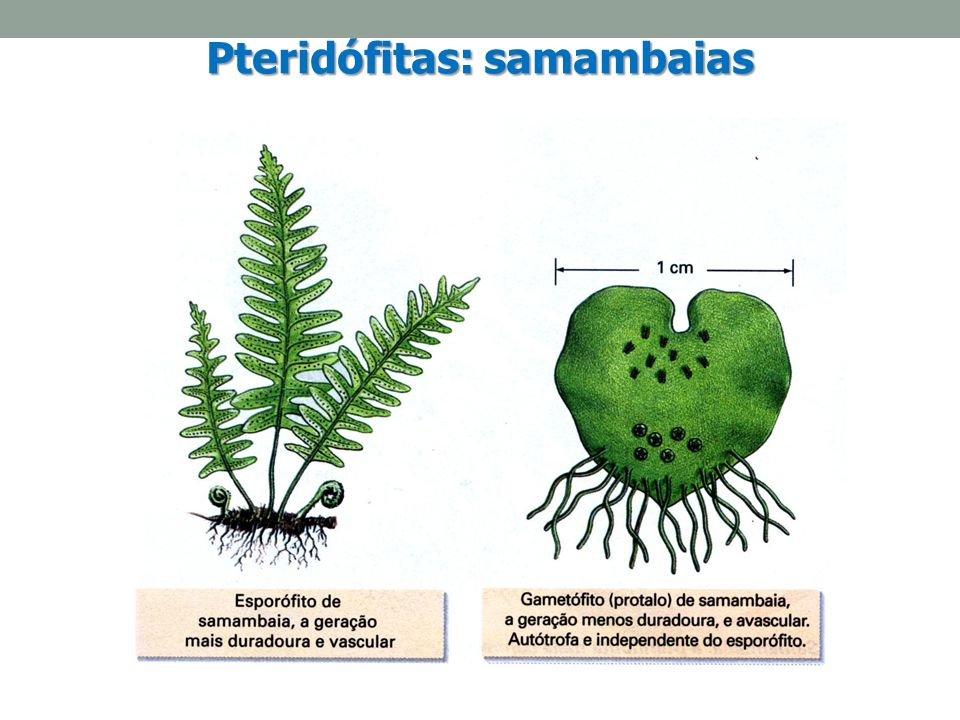 Pteridófitas: samambaias
1 cm
Esporófito de
samambaia, a geração
mais duradoura e vascular
Gametófito (protalo) de samambaia,
a geração menos duradoura, e avascular.
Autótrofa e independente do esporófito.